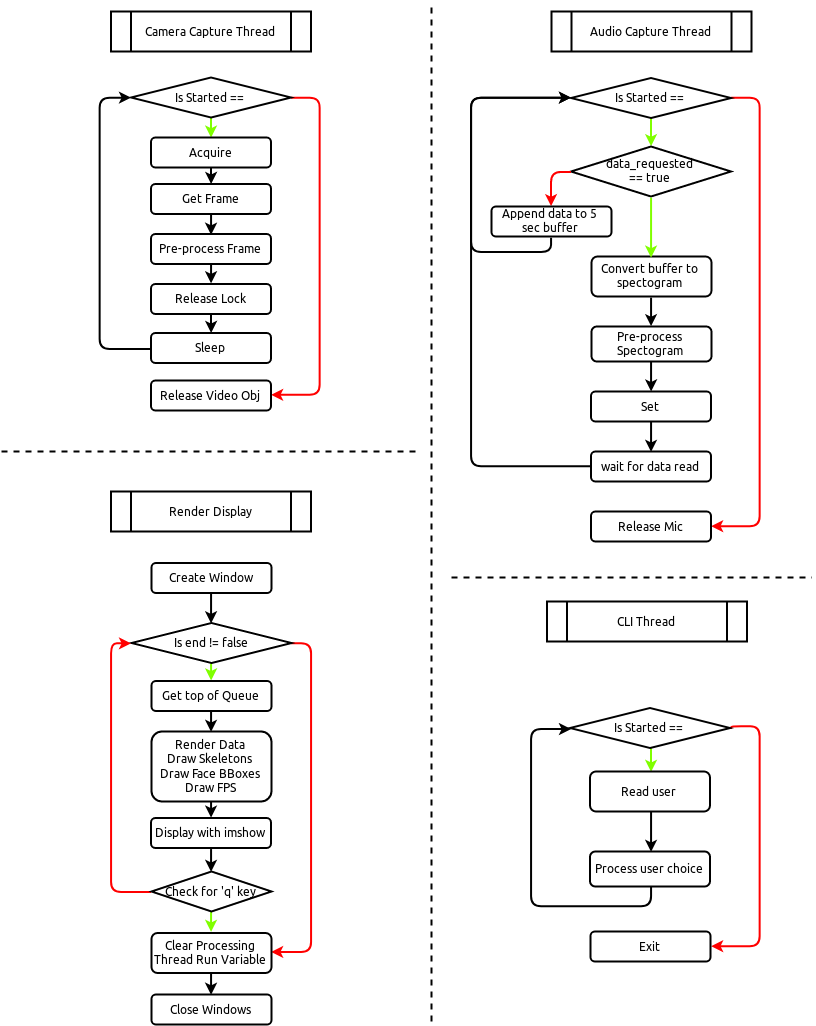 Camera Capture Thread
Is Started ==
Acquire
Get Frame
Pre-process Frame
Release Lock
Sleep
Release Video Obj
Audio Capture Thread
Is Started ==
data_requested
== true
Append data to 5
sec buffer
Convert buffer to
spectogram
Pre-process
Spectogram
Set
wait for data read
Release Mic
Render Display
Create Window
Is end != false
Get top of Queue
Render Data
Draw Skeletons
Draw Face BBoxes
Draw FPS
Display with imshow
Check for 'q' key
Clear Processing
Thread Run Variable
Close Windows
CLI Thread
Is Started ==
Read user
Process user choice
Exit